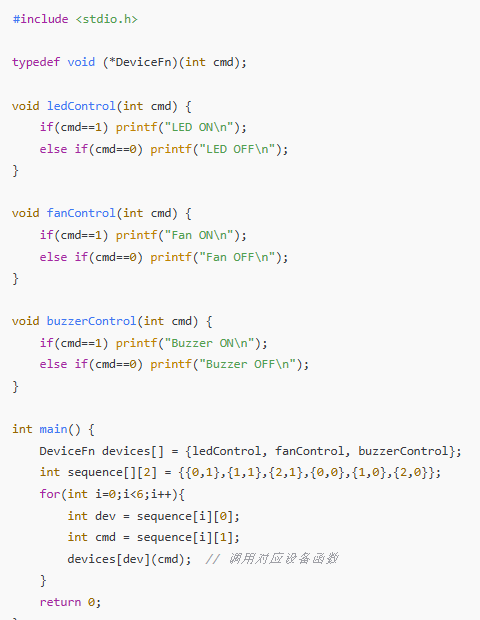 #include <stdio.h>
typedef void (*DeviceFn)(int cmd);
void ledControl(int cmd) {
if(cmd==1) printf("LED ON\n");
else if(cmd==0) printf("LED OFF\n");
}
void fanControl(int cmd) {
if(cmd==1) printf("Fan ON\n");
else if(cmd==0) printf("Fan OFF\n");
}
void buzzerControl(int cmd) {
if(cmd==1) printf("Buzzer ON\n");
else if(cmd==0) printf("Buzzer OFF\n");
}
int main() {
DeviceFn devices[] = {ledControl, fanControl, buzzerControl};
int sequence[][2] = {{0,1},{1,1},{2,1},{0,0},{1,0},{2,0}};
for(int i=0;i<6;i++){
int dev = sequence[i][0];
int cmd = sequence[i][1];
devices[dev](cmd);  // 调用对应设备函数
}
return 0;